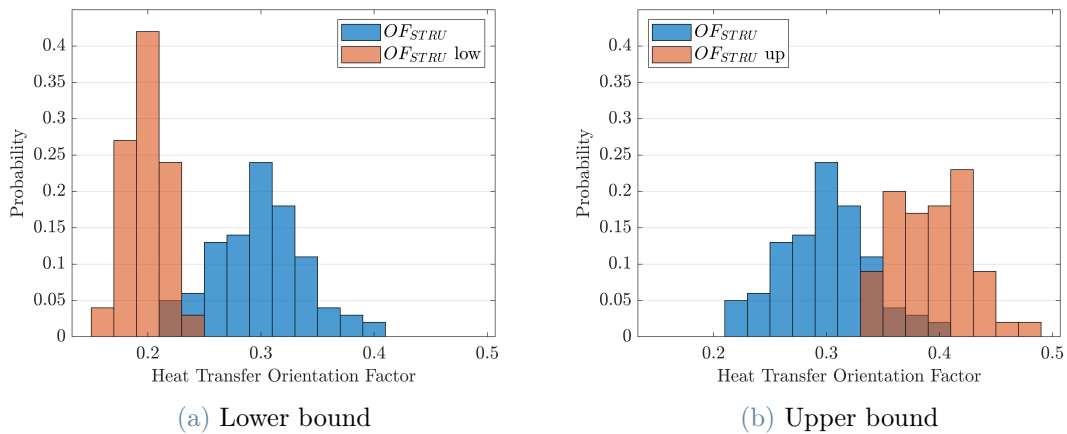 0.4
0.35
0.3
0.25
0.2
0.15
0.1
0.05
0
Probability
OF_STRU
OF_STRU low
0.2 0.3 0.4 0.5
Heat Transfer Orientation Factor
(a) Lower bound
0.4
0.35
0.3
0.25
0.2
0.15
0.1
0.05
0
Probability
OF_STRU
OF_STRU up
0.2 0.3 0.4 0.5
Heat Transfer Orientation Factor
(b) Upper bound